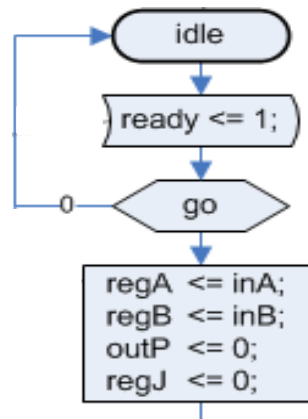 idle
ready <= 1;
0
go
regA <= inA;
regB <= inB;
outP <= 0;
regJ <= 0;